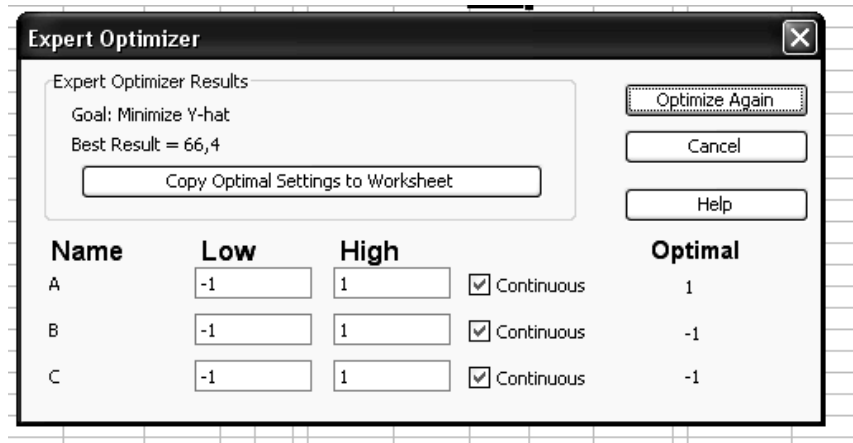 Expert Optimizer
Expert Optimizer Results
Goal: Minimize Y-hat
Best Result = 66,4
Copy Optimal Settings to Worksheet
Optimize Again
Cancel
Help
Name Low High Optimal
A -1 1 Continuous 1
B -1 1 Continuous -1
C -1 1 Continuous -1